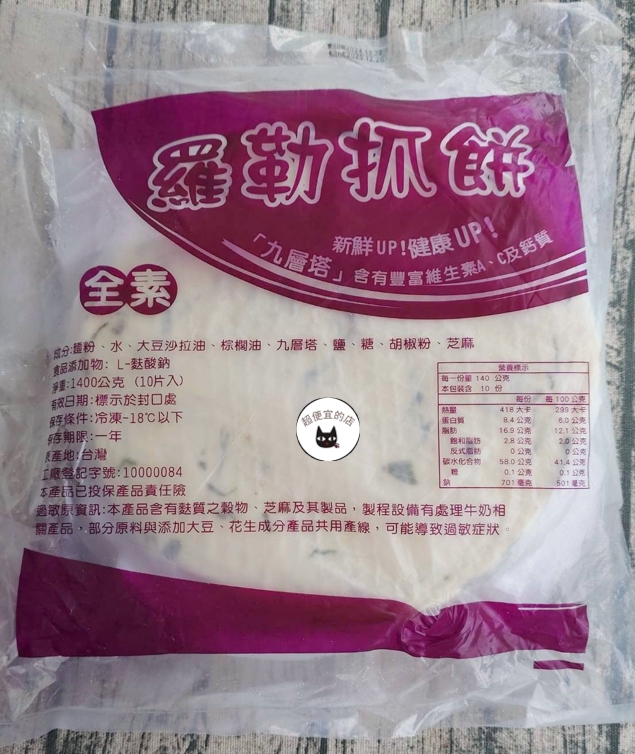 羅勒抓餅
新鮮UP!健康UP!
「九層塔」含有豐富維生素A、C及鈣質
全素
成分:麵粉、水、大豆沙拉油、棕櫚油、九層塔、鹽、糖、胡椒粉、芝麻
食品添加物: L-麩酸鈉
淨重:1400公克 (10片入)
有效日期:標示於封口處
保存條件:冷凍-18℃以下
保存期限:一年
原產地:台灣
工廠登記字號:10000084
本產品已投保產品責任險
過敏原資訊:本產品含有麩質之穀物、芝麻及其製品,製程設備有處理牛奶相
關產品,部分原料與添加大豆、花生成分產品共用產線,可能導致過敏症狀。
營養標示
每一份量 140 公克
本包裝含 10 份
每份 每100公克
熱量 418 大卡 299 大卡
蛋白質 8.4 公克 6.0 公克
脂肪 16.9 公克 12.1 公克
飽和脂肪 2.8 公克 2.0 公克
反式脂肪 0 公克 0 公克
碳水化合物 58.0 公克 41.4 公克
糖 0.1 公克 0.1 公克
鈉 701 毫克 501 毫克
超便宜的店